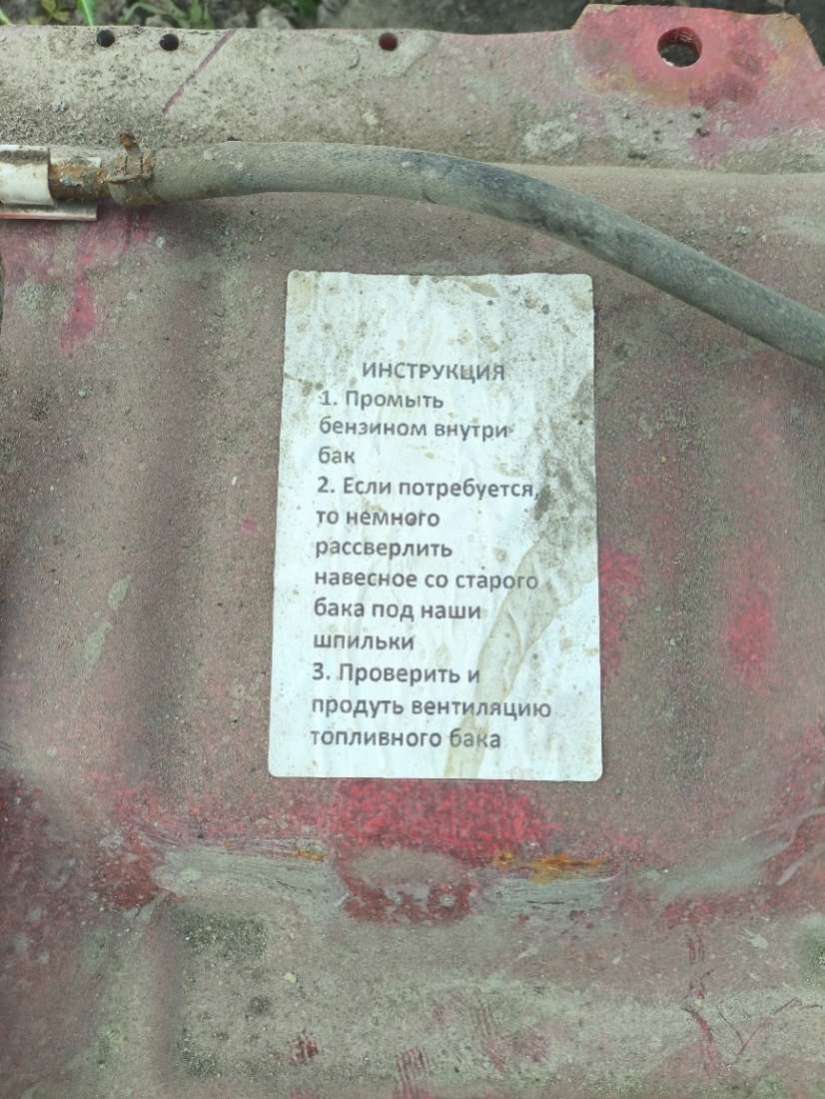 ИНСТРУКЦИЯ
1. Промыть
бензином внутри
бак
2. Если потребуется,
то немного
рассверлить
навесное со старого
бака под наши
шпильки
3. Проверить и
продуть вентиляцию
топливного бака